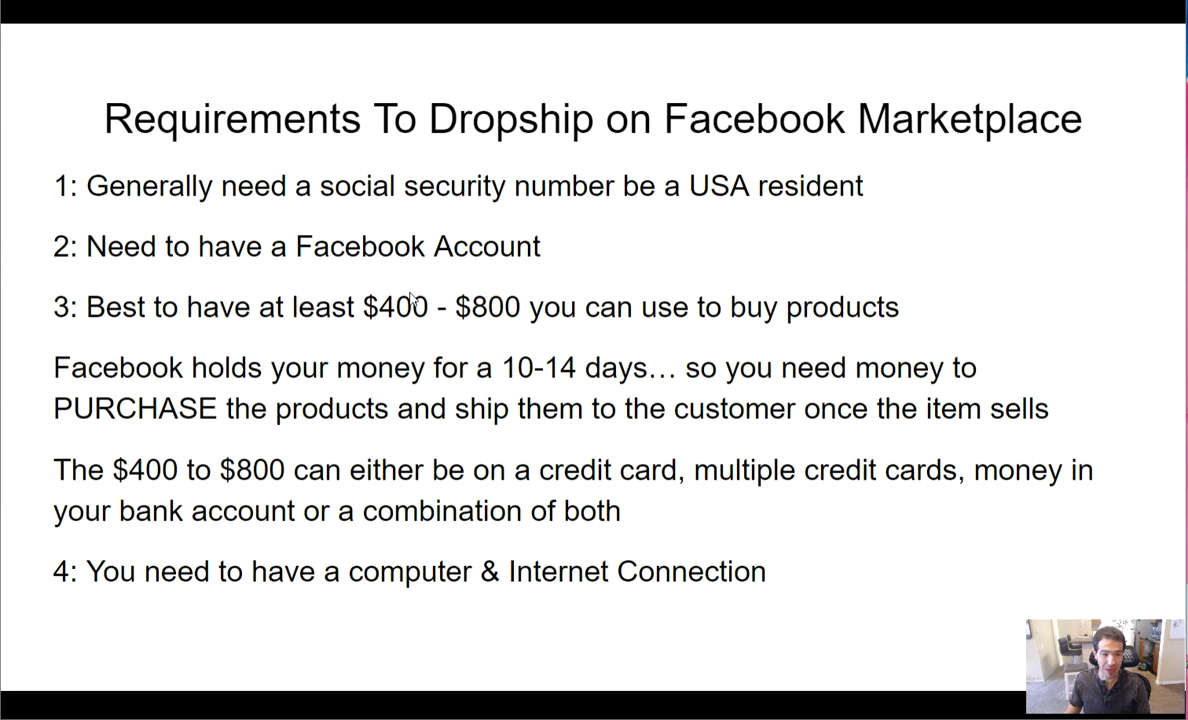 Requirements To Dropship on Facebook Marketplace
1: Generally need a social security number be a USA resident
2: Need to have a Facebook Account
3: Best to have at least $400 - $800 you can use to buy products
Facebook holds your money for a 10-14 days… so you need money to
PURCHASE the products and ship them to the customer once the item sells
The $400 to $800 can either be on a credit card, multiple credit cards, money in
your bank account or a combination of both
4: You need to have a computer & Internet Connection